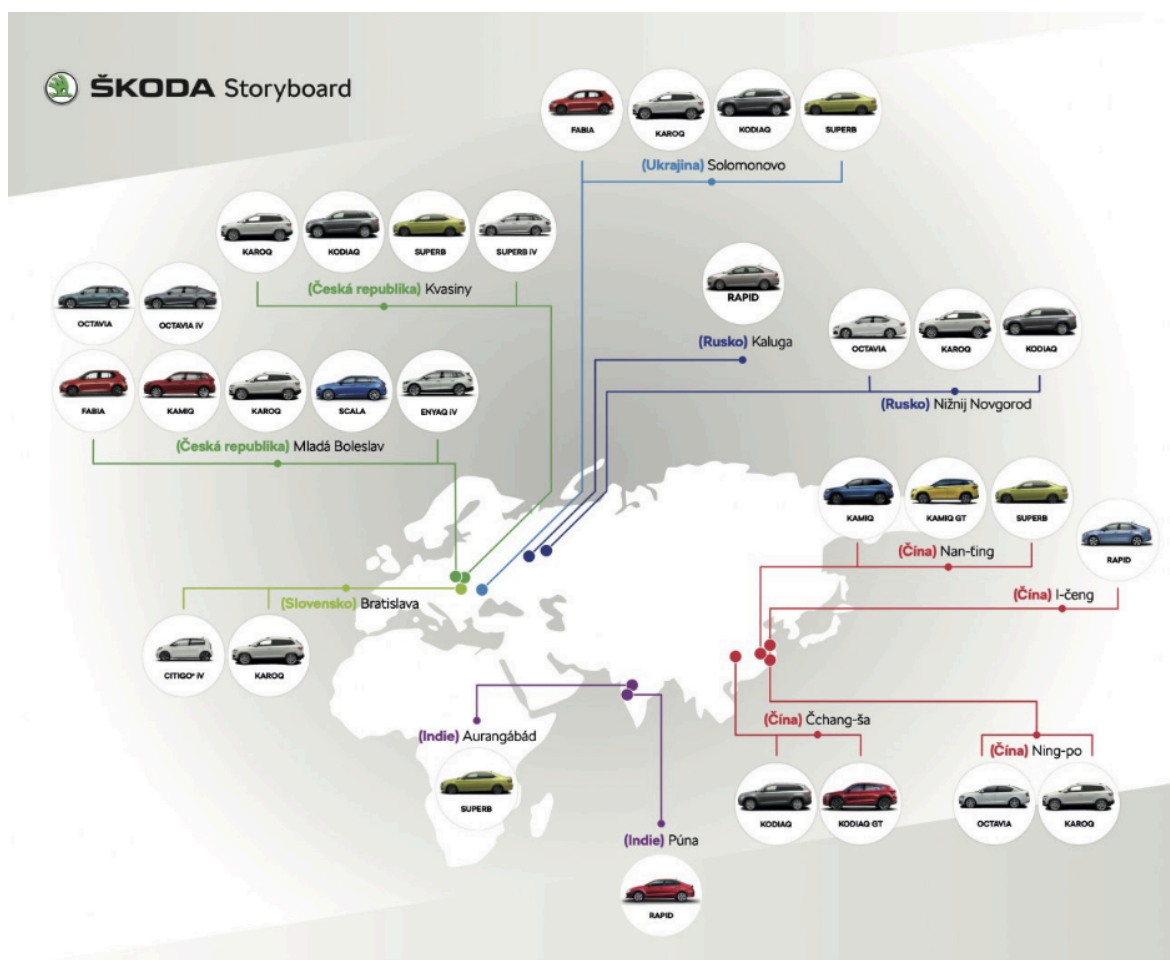 ŠKODA Storyboard
FABIA
KAROQ
KODIAQ
SUPERB
(Ukrajina) Solomonovo
KAROQ
KODIAQ
SUPERB
SUPERB iV
(Česká republika) Kvasiny
RAPID
(Rusko) Kaluga
OCTAVIA
OCTAVIA iV
OCTAVIA
KAROQ
KODIAQ
(Rusko) Nižnij Novgorod
FABIA
KAMIQ
KAROQ
SCALA
ENYAQ iV
(Česká republika) Mladá Boleslav
KAMIQ
KAMIQ GT
SUPERB
(Čína) Nan-ťing
RAPID
(Čína) I-čeng
(Slovensko) Bratislava
CITIGOᵉ iV
KAROQ
(Indie) Aurangábád
SUPERB
(Čína) Čchang-ša
KODIAQ
KODIAQ GT
(Čína) Ning-po
OCTAVIA
KAROQ
(Indie) Púna
RAPID